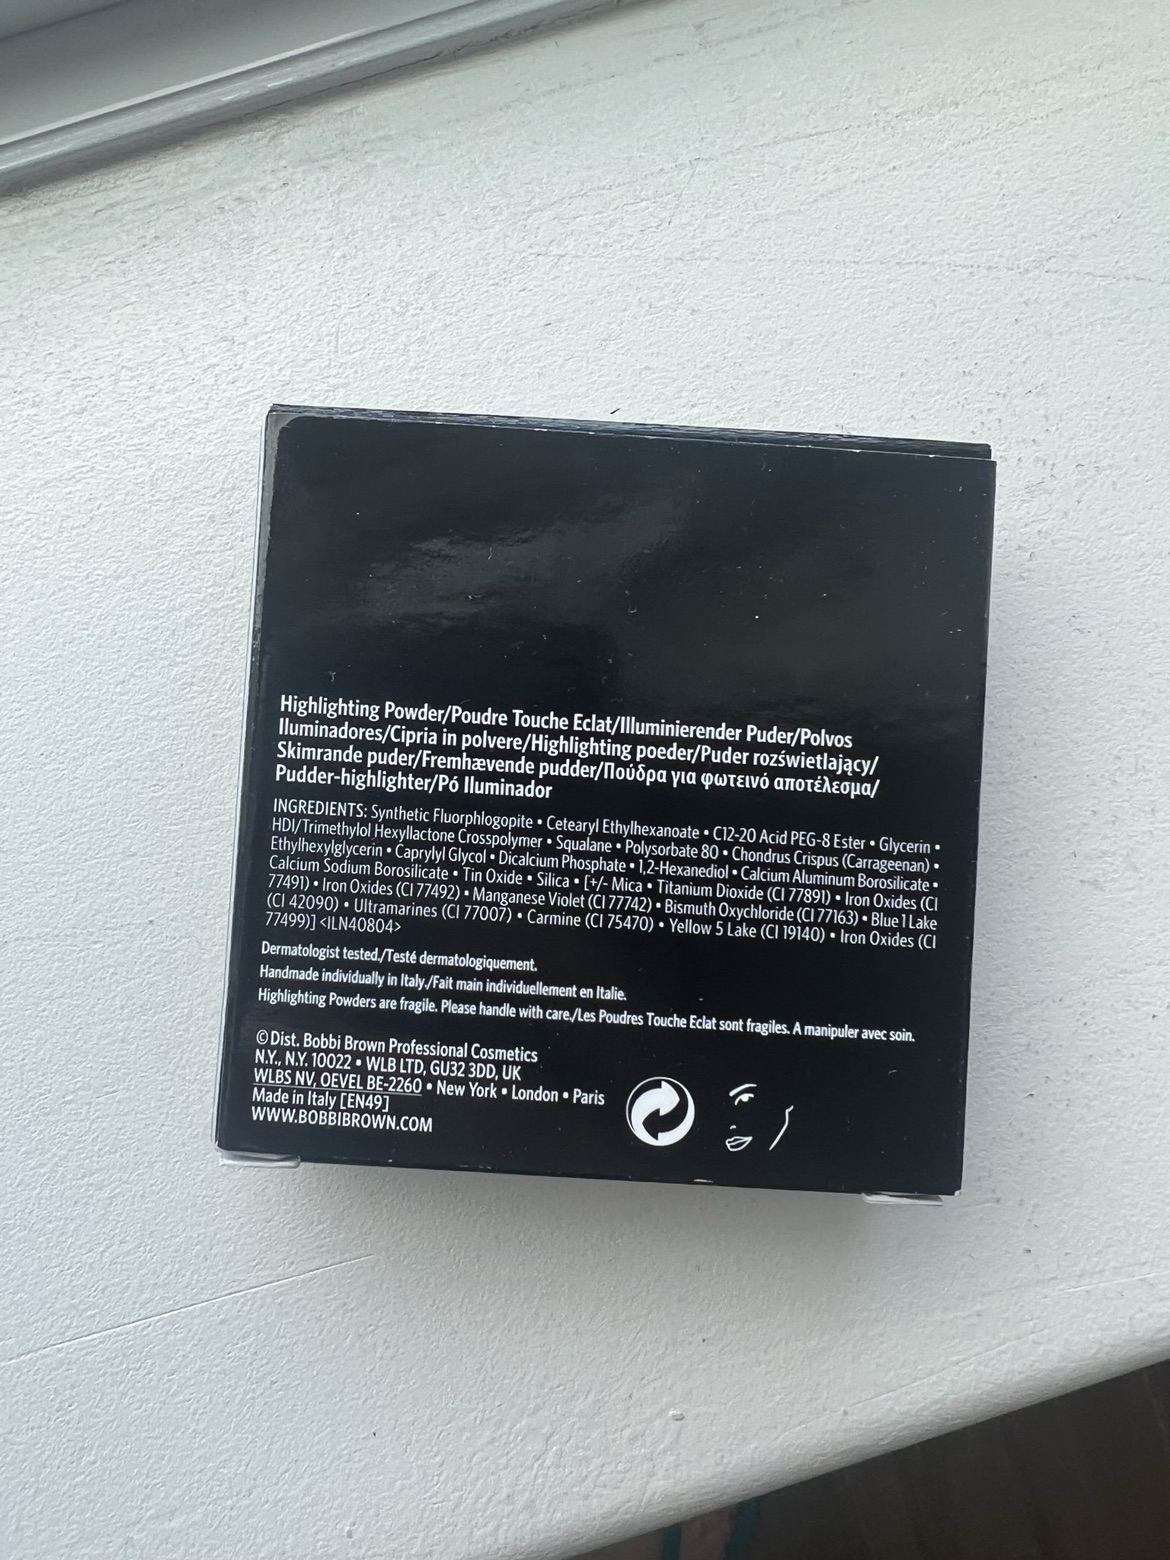 Highlighting Powder/Poudre Touche Eclat/Illuminierender Puder/Polvos
Iluminadores/Cipria in polvere/Highlighting poeder/Puder rozświetlający/
Skimrande puder/Fremhævende pudder/Πούδρα για φωτεινό αποτέλεσμα/
Pudder-highlighter/Pó Iluminador
INGREDIENTS: Synthetic Fluorphlogopite • Cetearyl Ethylhexanoate • C12-20 Acid PEG-8 Ester • Glycerin •
HDI/Trimethylol Hexyllactone Crosspolymer • Squalane • Polysorbate 80 • Chondrus Crispus (Carrageenan) •
Ethylhexylglycerin • Caprylyl Glycol • Dicalcium Phosphate • 1,2-Hexanediol • Calcium Aluminum Borosilicate •
Calcium Sodium Borosilicate • Tin Oxide • Silica • [+/- Mica • Titanium Dioxide (CI 77891) • Iron Oxides (CI
77491) • Iron Oxides (CI 77492) • Manganese Violet (CI 77742) • Bismuth Oxychloride (CI 77163) • Blue 1 Lake
(CI 42090) • Ultramarines (CI 77007) • Carmine (CI 75470) • Yellow 5 Lake (CI 19140) • Iron Oxides (CI
77499)] <ILN40804>
Dermatologist tested./Testé dermatologiquement.
Handmade individually in Italy./Fait main individuellement en Italie.
Highlighting Powders are fragile. Please handle with care./Les Poudres Touche Eclat sont fragiles. A manipuler avec soin.
© Dist. Bobbi Brown Professional Cosmetics
N.Y., N.Y. 10022 • WLB LTD, GU32 3DD, UK
WLBS NV, OEVEL BE-2260 • New York • London • Paris
Made in Italy [EN49]
WWW.BOBBIBROWN.COM